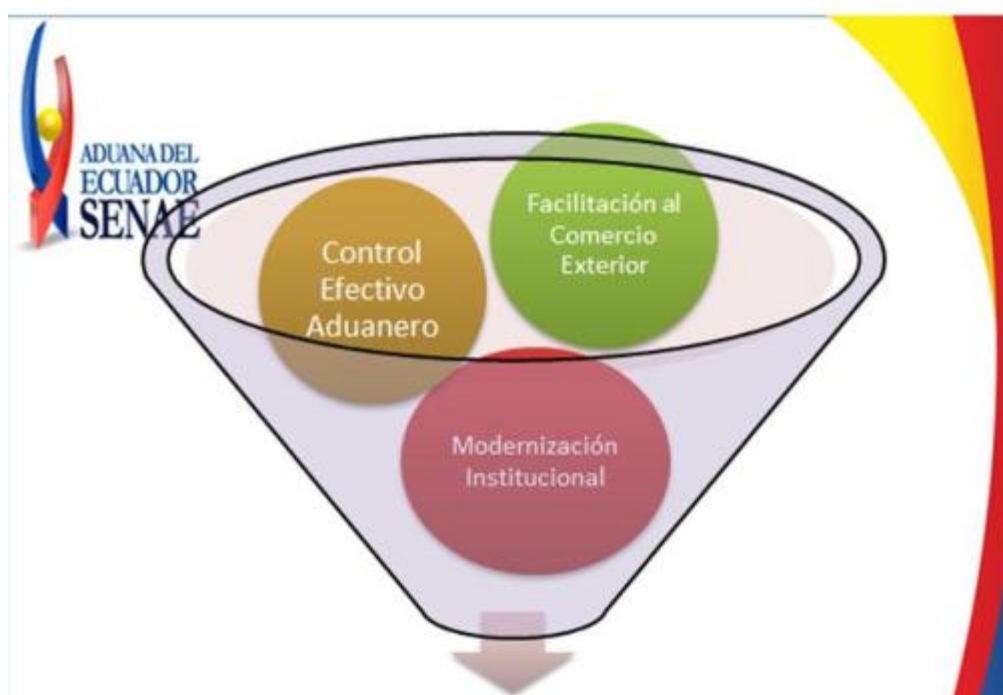 ADUANA DEL
ECUADOR
SENAE
Control
Efectivo
Aduanero
Facilitación al
Comercio
Exterior
Modernización
Institucional